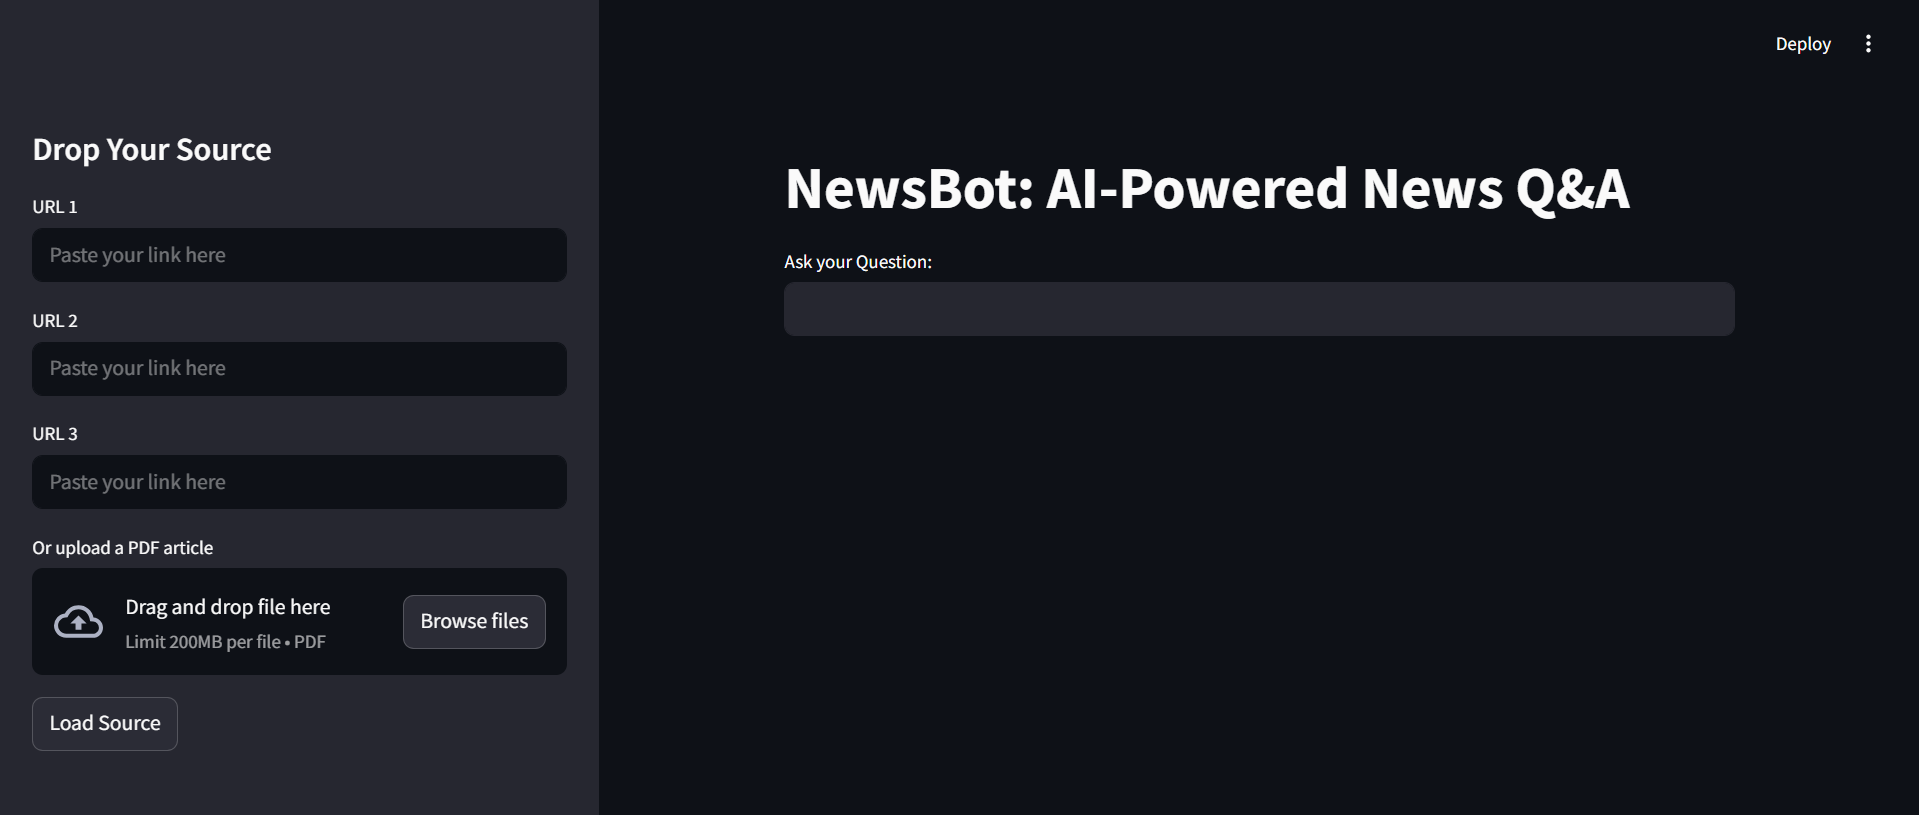 Deploy
Drop Your Source
URL 1
Paste your link here
URL 2
Paste your link here
URL 3
Paste your link here
Or upload a PDF article
Drag and drop file here
Limit 200MB per file • PDF
Browse files
Load Source
NewsBot: AI-Powered News Q&A
Ask your Question: